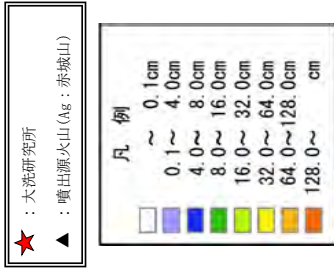 ★：大洗研究所
▲：噴出源火山(Ag：赤城山)
凡 例
～ 0.1cm
0.1～ 4.0cm
4.0～ 8.0cm
8.0～ 16.0cm
16.0～ 32.0cm
32.0～ 64.0cm
64.0～128.0cm
128.0～ cm